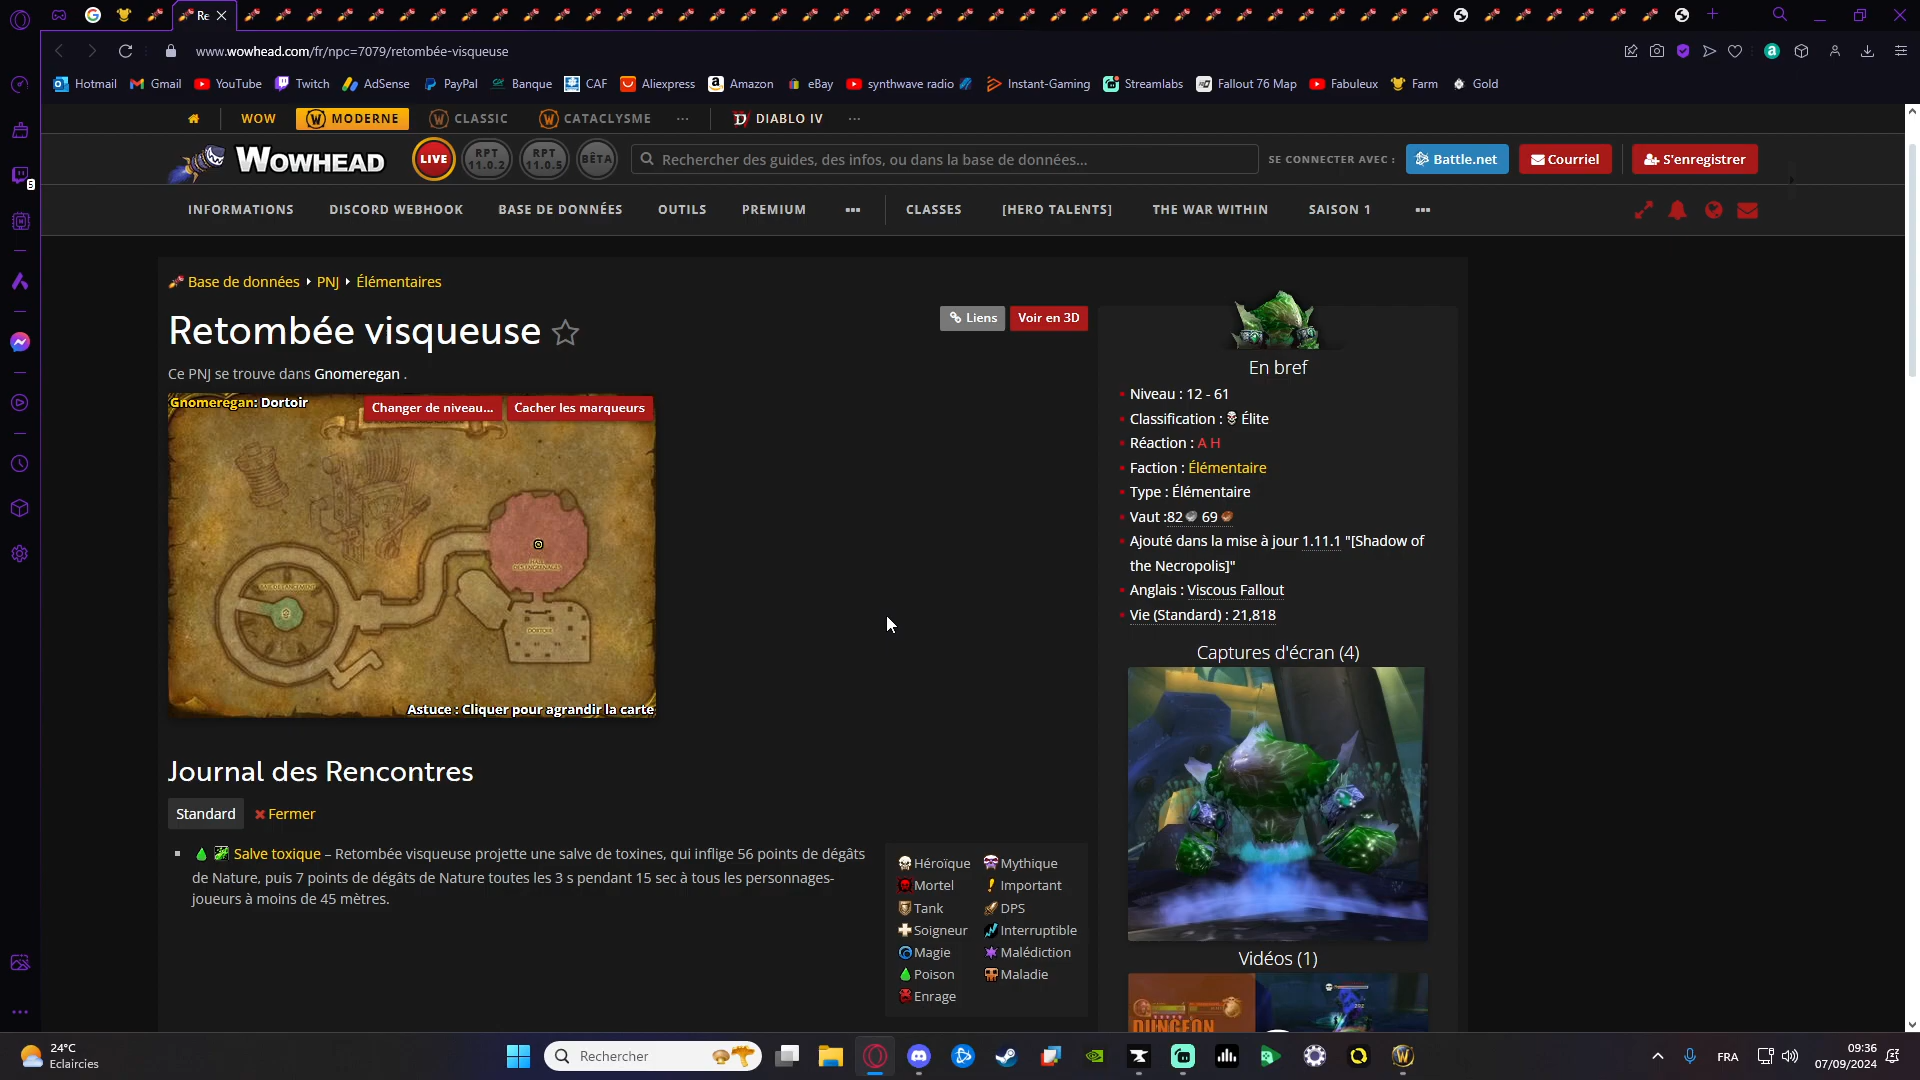 Re
www.wowhead.com/fr/npc=7079/retombée-visqueuse
Hotmail
Gmail
YouTube
Twitch
AdSense
PayPal
Banque
CAF
Aliexpress
Amazon
eBay
synthwave radio
Instant-Gaming
Streamlabs
Fallout 76 Map
Fabuleux
Farm
Gold
WOW
MODERNE
CLASSIC
CATACLYSME
DIABLO IV
WOWHEAD
LIVE
RPT 11.0.2
RPT 11.0.5
BÊTA
Rechercher des guides, des infos, ou dans la base de données...
SE CONNECTER AVEC :
Battle.net
Courriel
S'enregistrer
5
INFORMATIONS
DISCORD WEBHOOK
BASE DE DONNÉES
OUTILS
PREMIUM
CLASSES
[HERO TALENTS]
THE WAR WITHIN
SAISON 1
Base de données
PNJ
Élémentaires
Retombée visqueuse
Liens
Voir en 3D
Ce PNJ se trouve dans Gnomeregan .
Gnomeregan: Dortoir
Changer de niveau...
Cacher les marqueurs
Astuce : Cliquer pour agrandir la carte
En bref
Niveau : 12 - 61
Classification : Élite
Réaction : A H
Faction : Élémentaire
Type : Élémentaire
Vaut :82 69
Ajouté dans la mise à jour 1.11.1 "[Shadow of
the Necropolis]"
Anglais : Viscous Fallout
Vie (Standard) : 21,818
Captures d'écran (4)
Vidéos (1)
DUNGEON
Journal des Rencontres
Standard
Fermer
Salve toxique – Retombée visqueuse projette une salve de toxines, qui inflige 56 points de dégâts
de Nature, puis 7 points de dégâts de Nature toutes les 3 s pendant 15 sec à tous les personnages-
joueurs à moins de 45 mètres.
Héroïque
Mythique
Mortel
Important
Tank
DPS
Soigneur
Interruptible
Magie
Malédiction
Poison
Maladie
Enrage
24°C
Eclaircies
Rechercher
FRA
09:36
07/09/2024